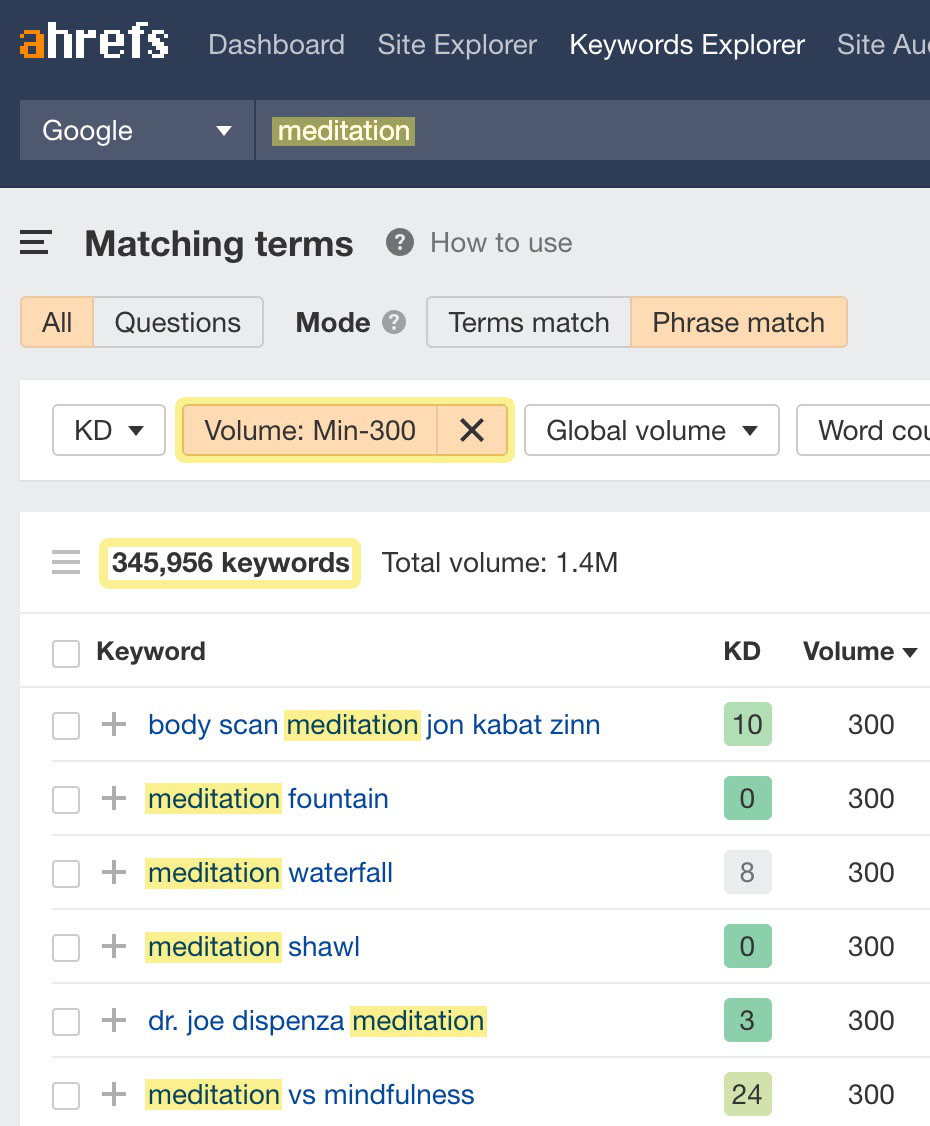 ahrefs Dashboard Site Explorer Keywords Explorer Site Au
Google meditation
Matching terms ? How to use
All Questions Mode ? Terms match Phrase match
KD Volume: Min-300 Global volume Word cou
345,956 keywords Total volume: 1.4M
Keyword KD Volume
body scan meditation jon kabat zinn 10 300
meditation fountain 0 300
meditation waterfall 8 300
meditation shawl 0 300
dr. joe dispenza meditation 3 300
meditation vs mindfulness 24 300